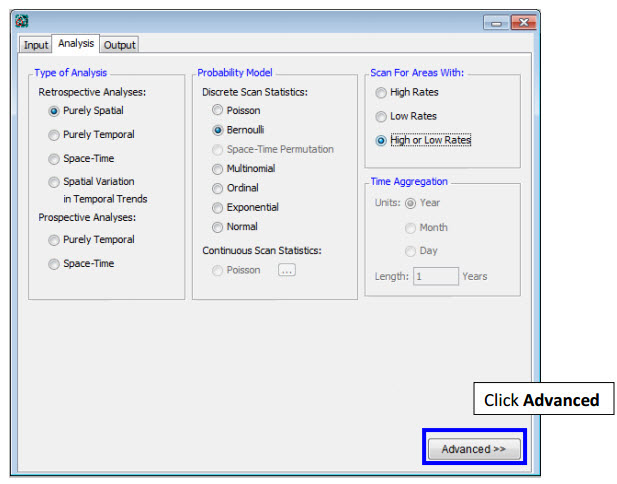 Input Analysis Output
Type of Analysis
Retrospective Analyses:
Purely Spatial
Purely Temporal
Space-Time
Spatial Variation
in Temporal Trends
Prospective Analyses:
Purely Temporal
Space-Time
Probability Model
Discrete Scan Statistics:
Poisson
Bernoulli
Space-Time Permutation
Multinomial
Ordinal
Exponential
Normal
Continuous Scan Statistics:
Poisson ...
Scan For Areas With:
High Rates
Low Rates
High or Low Rates
Time Aggregation
Units: Year
Month
Day
Length: 1 Years
Click Advanced
Advanced >>